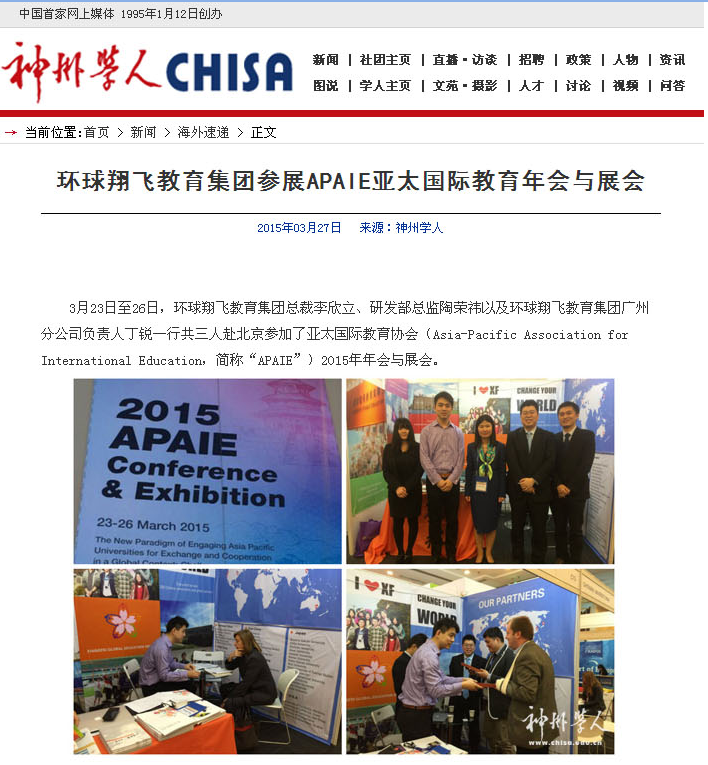 中国首家网上媒体 1995年1月12日创办
神州学人 CHISA
新闻 | 社团主页 | 直播·访谈 | 招聘 | 政策 | 人物 | 资讯
图说 | 学人主页 | 文苑·摄影 | 人才 | 讨论 | 视频 | 问答
→ 当前位置:首页 > 新闻 > 海外速递 > 正文
环球翔飞教育集团参展APAIE亚太国际教育年会与展会
2015年03月27日 来源：神州学人
3月23日至26日，环球翔飞教育集团总裁李欣立、研发部总监陶荣祎以及环球翔飞教育集团广州
分公司负责人丁锐一行共三人赴北京参加了亚太国际教育协会（Asia-Pacific Association for
International Education，简称“APAIE”）2015年年会与展会。
2015
APAIE
Conference
& Exhibition
23-26 March 2015
The New Paradigm of Engaging Asia Pacific
Universities for Exchange and Cooperation
in a Global Context
I ❤ XF
CHANGE YOUR
WORLD
I ❤ XF
CHANGE YOUR
WORLD
OUR PARTNERS
神州学人
www.chisa.edu.cn